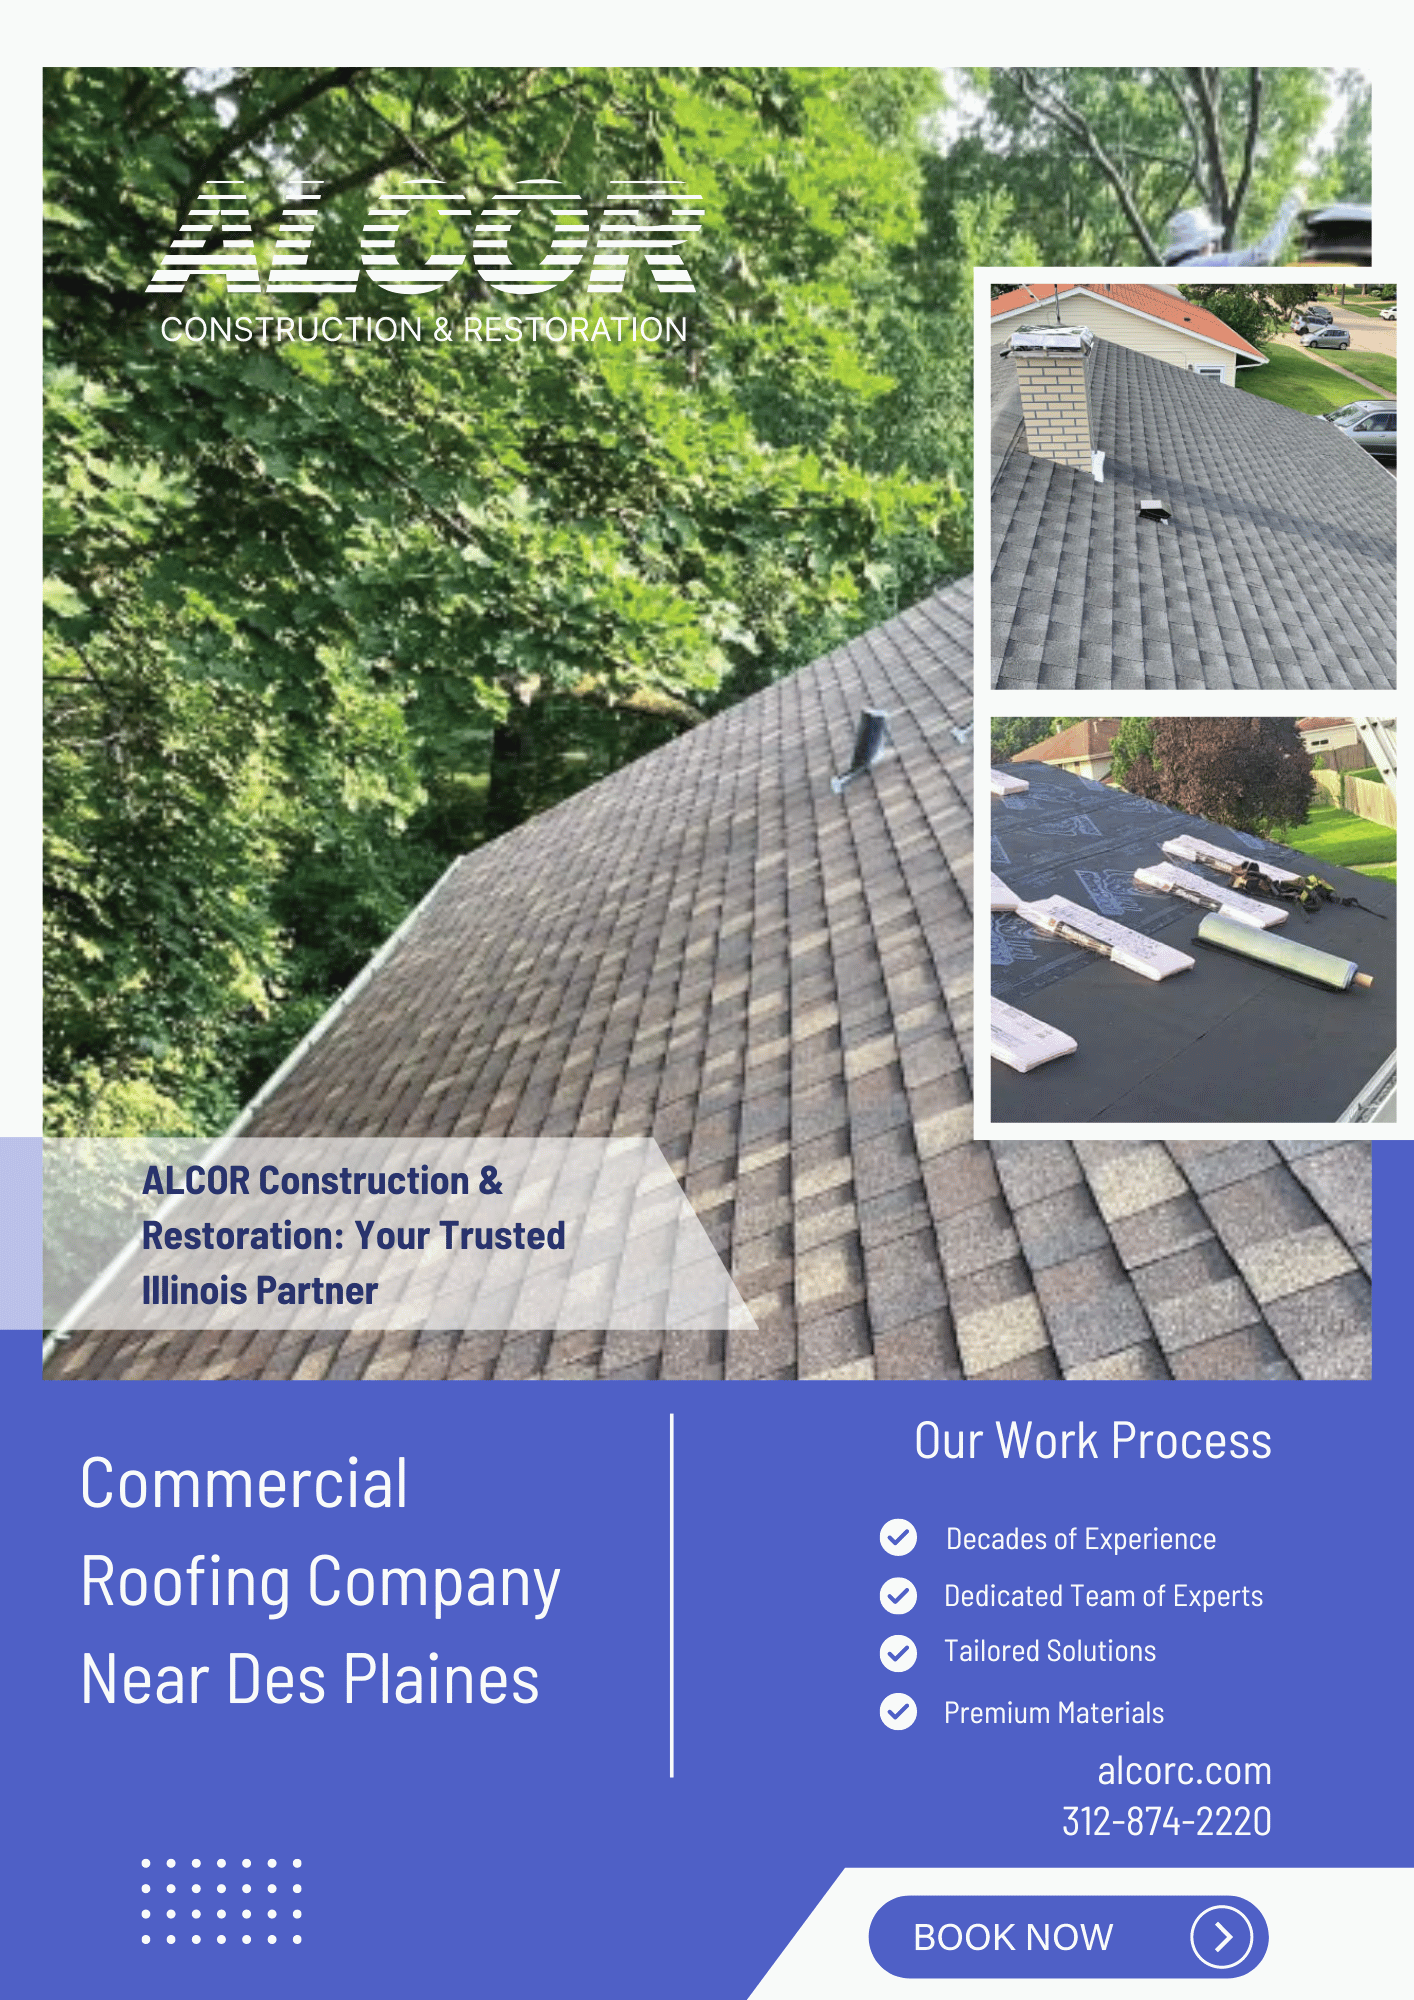 ALCOR
CONSTRUCTION & RESTORATION
ALCOR Construction &
Restoration: Your Trusted
Illinois Partner
Commercial
Roofing Company
Near Des Plaines
Our Work Process
Decades of Experience
Dedicated Team of Experts
Tailored Solutions
Premium Materials
alcorc.com
312-874-2220
BOOK NOW